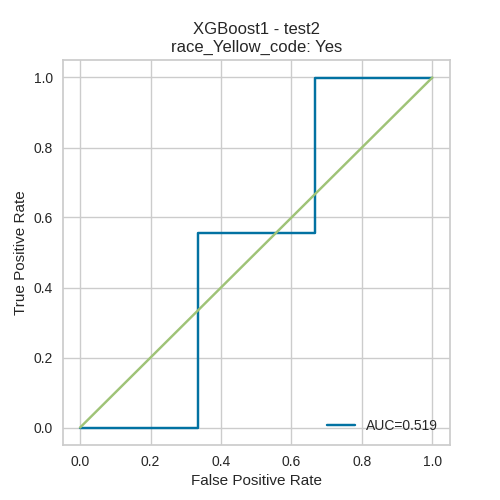 XGBoost1 - test2
race_Yellow_code: Yes
True Positive Rate
1.0
0.8
0.6
0.4
0.2
0.0
AUC=0.519
0.0 0.2 0.4 0.6 0.8 1.0
False Positive Rate